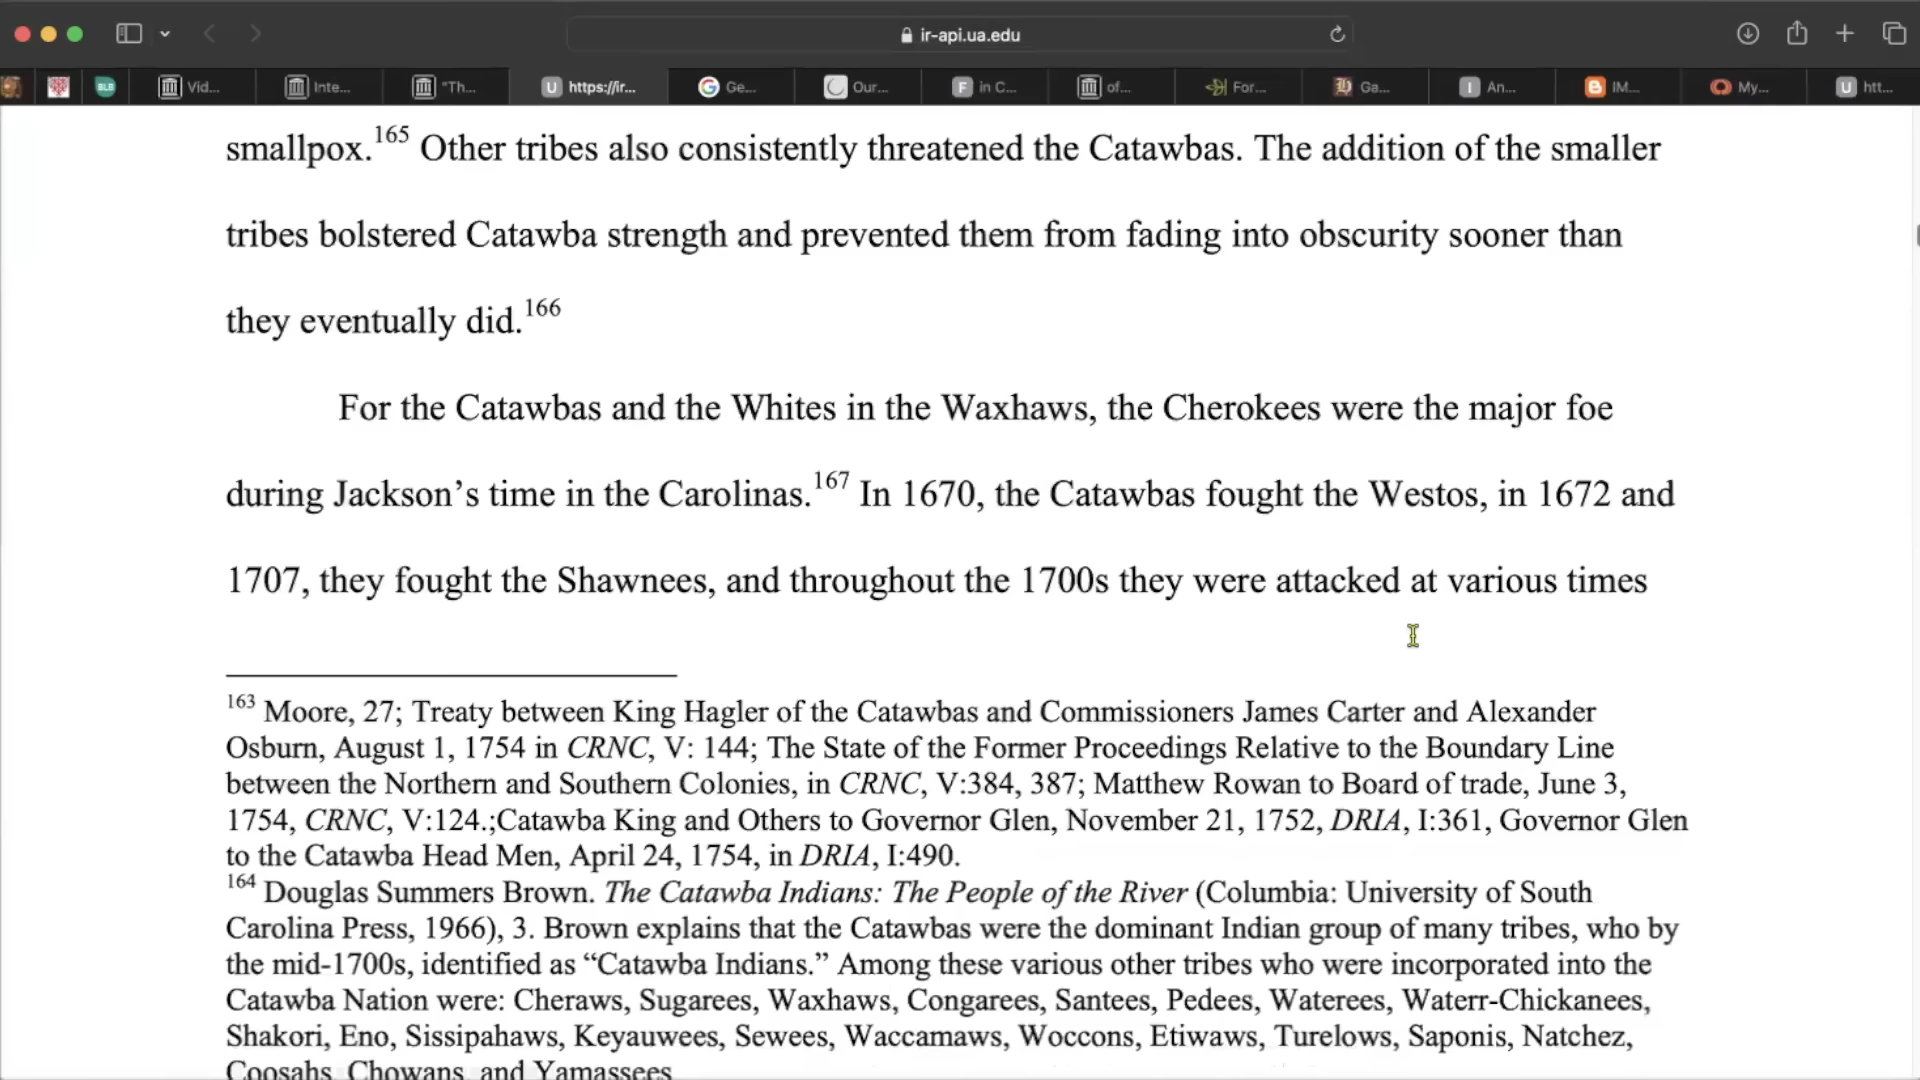 ir-api.ua.edu
BLB Vid... Inte... "Th... U https://ir... G Ge... Our... F in C... of... For... Ga... I An... IM... My... U htt...
smallpox.165 Other tribes also consistently threatened the Catawbas. The addition of the smaller
tribes bolstered Catawba strength and prevented them from fading into obscurity sooner than
they eventually did.166
For the Catawbas and the Whites in the Waxhaws, the Cherokees were the major foe
during Jackson’s time in the Carolinas.167 In 1670, the Catawbas fought the Westos, in 1672 and
1707, they fought the Shawnees, and throughout the 1700s they were attacked at various times
163 Moore, 27; Treaty between King Hagler of the Catawbas and Commissioners James Carter and Alexander
Osburn, August 1, 1754 in CRNC, V: 144; The State of the Former Proceedings Relative to the Boundary Line
between the Northern and Southern Colonies, in CRNC, V:384, 387; Matthew Rowan to Board of trade, June 3,
1754, CRNC, V:124.;Catawba King and Others to Governor Glen, November 21, 1752, DRIA, I:361, Governor Glen
to the Catawba Head Men, April 24, 1754, in DRIA, I:490.
164 Douglas Summers Brown. The Catawba Indians: The People of the River (Columbia: University of South
Carolina Press, 1966), 3. Brown explains that the Catawbas were the dominant Indian group of many tribes, who by
the mid-1700s, identified as “Catawba Indians.” Among these various other tribes who were incorporated into the
Catawba Nation were: Cheraws, Sugarees, Waxhaws, Congarees, Santees, Pedees, Waterees, Waterr-Chickanees,
Shakori, Eno, Sissipahaws, Keyauwees, Sewees, Waccamaws, Woccons, Etiwaws, Turelows, Saponis, Natchez,
Coosahs, Chowans, and Yamassees